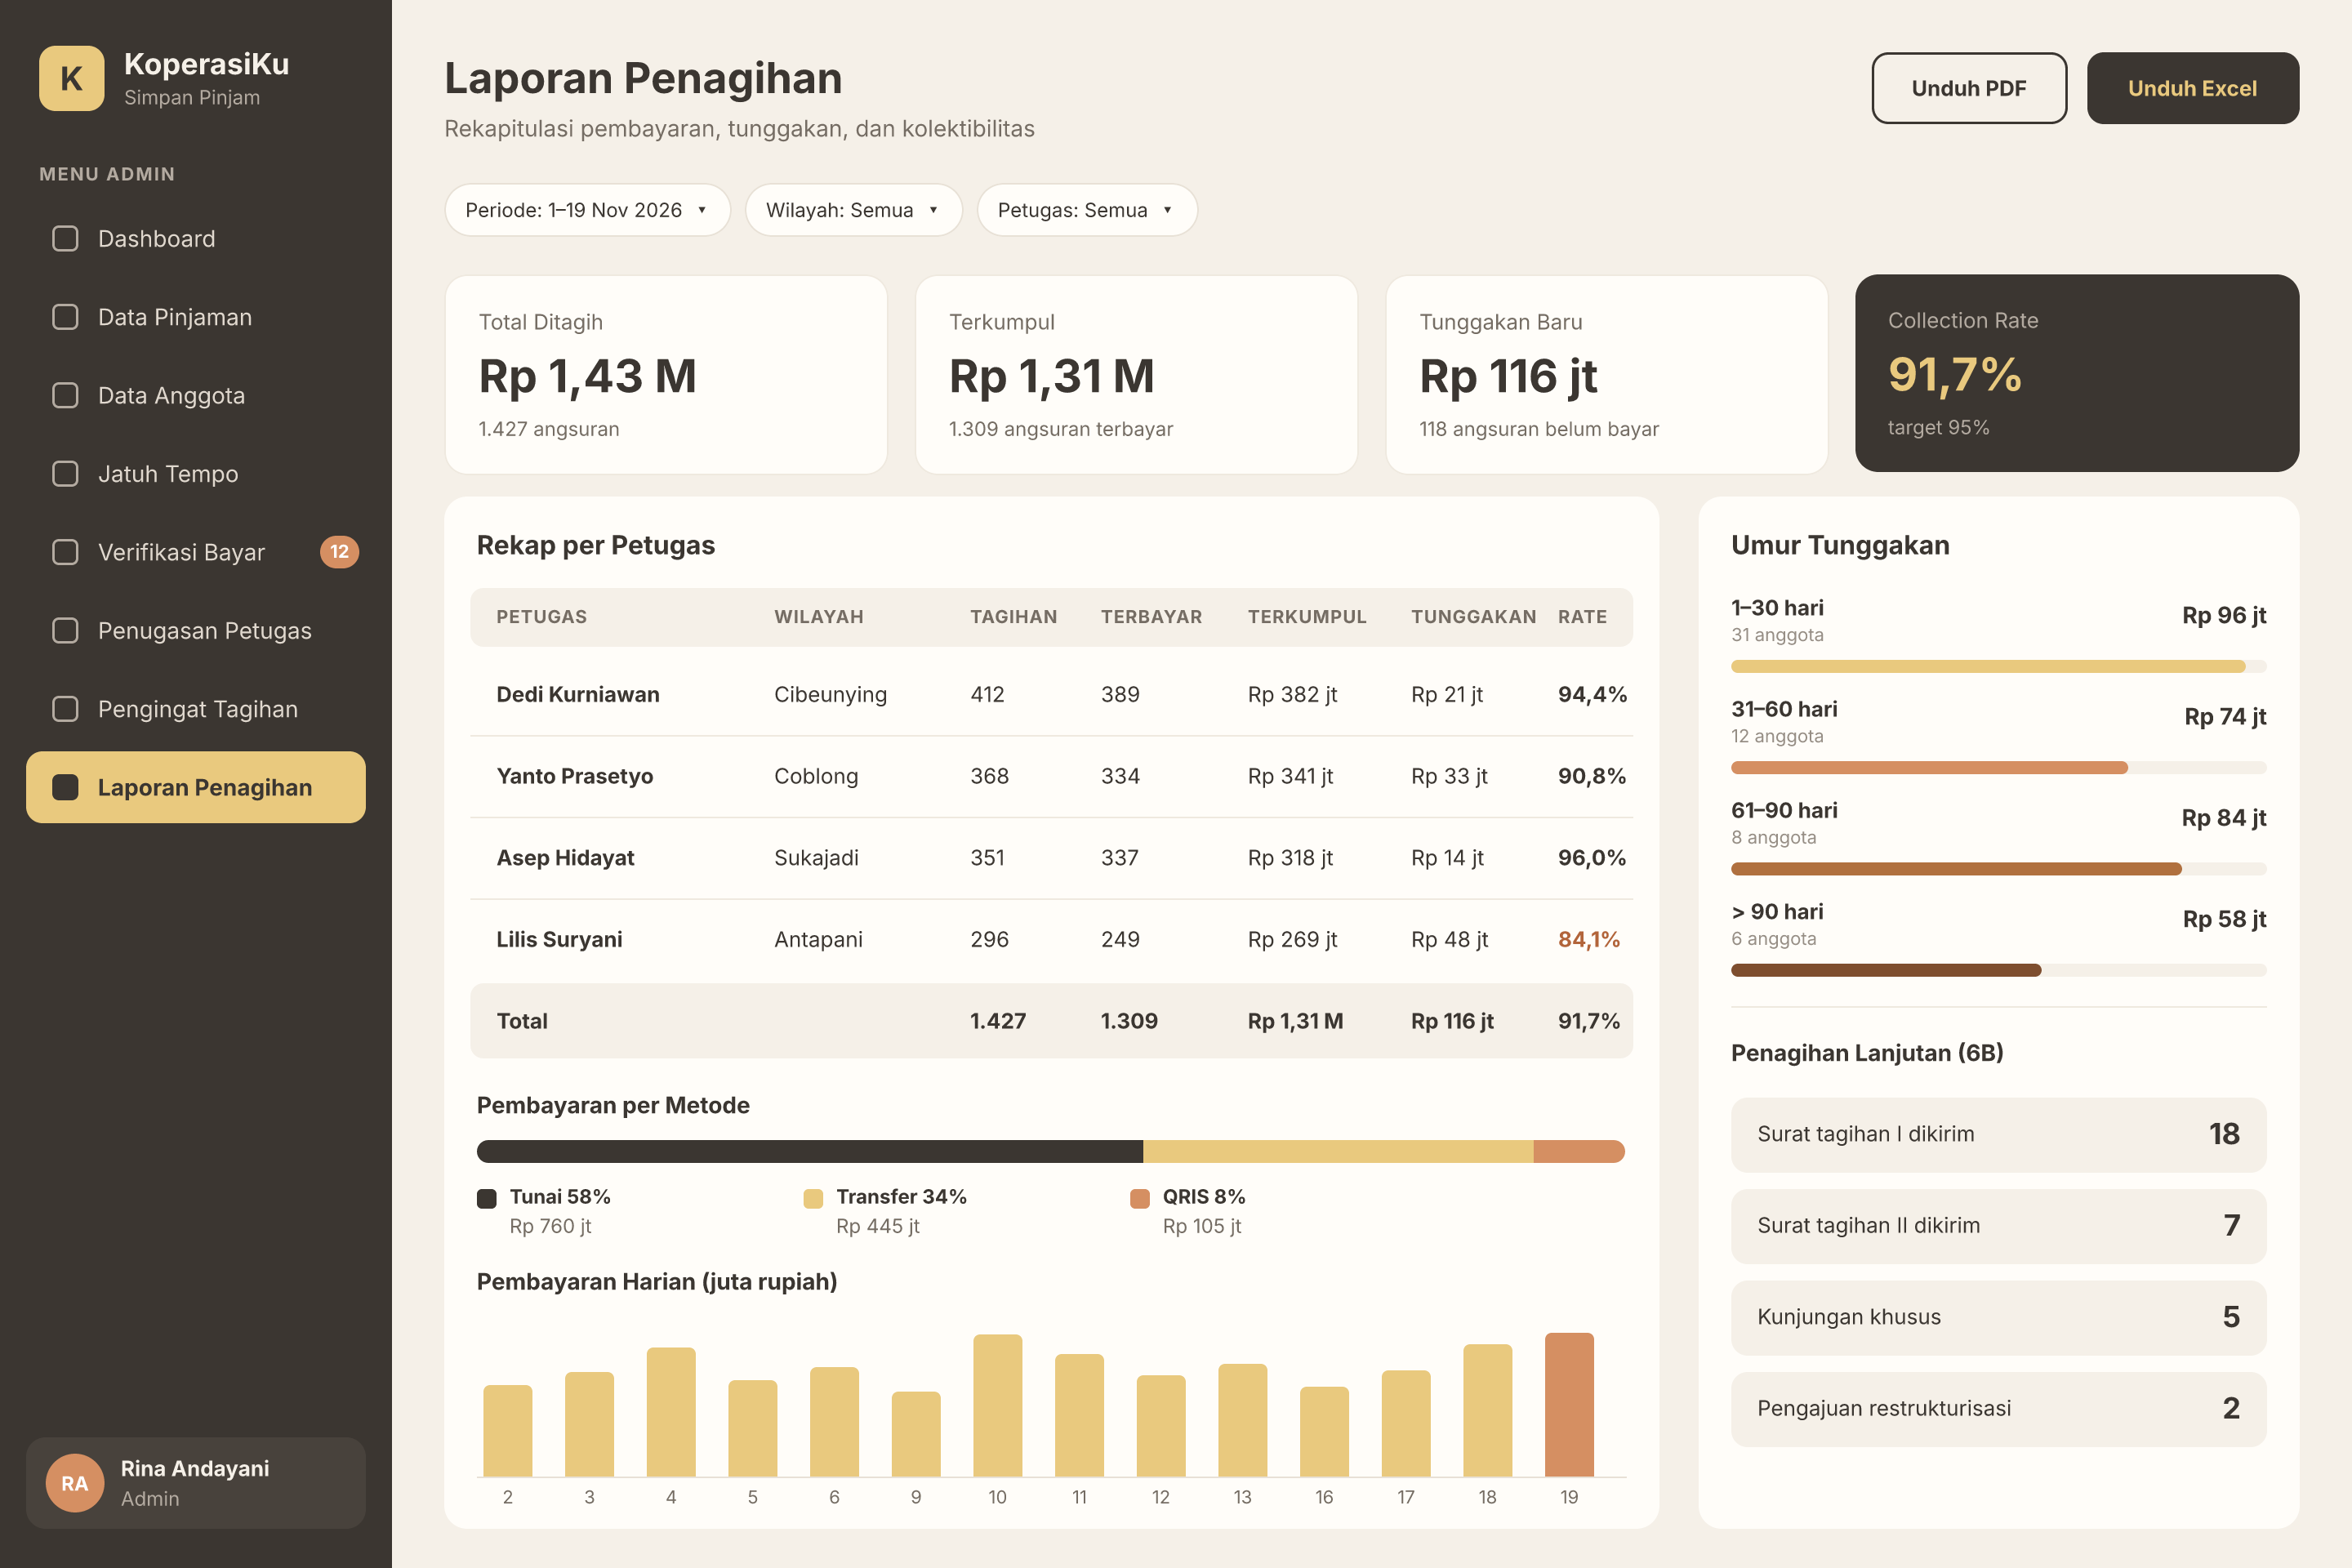 K
KoperasiKu
Simpan Pinjam
MENU ADMIN
Dashboard
Data Pinjaman
Data Anggota
Jatuh Tempo
Verifikasi Bayar 12
Penugasan Petugas
Pengingat Tagihan
Laporan Penagihan
RA
Rina Andayani
Admin
Laporan Penagihan
Rekapitulasi pembayaran, tunggakan, dan kolektibilitas
Unduh PDF
Unduh Excel
Periode: 1–19 Nov 2026 ▾
Wilayah: Semua ▾
Petugas: Semua ▾
Total Ditagih
Rp 1,43 M
1.427 angsuran
Terkumpul
Rp 1,31 M
1.309 angsuran terbayar
Tunggakan Baru
Rp 116 jt
118 angsuran belum bayar
Collection Rate
91,7%
target 95%
Rekap per Petugas
PETUGAS WILAYAH TAGIHAN TERBAYAR TERKUMPUL TUNGGAKAN RATE
Dedi Kurniawan Cibeunying 412 389 Rp 382 jt Rp 21 jt 94,4%
Yanto Prasetyo Coblong 368 334 Rp 341 jt Rp 33 jt 90,8%
Asep Hidayat Sukajadi 351 337 Rp 318 jt Rp 14 jt 96,0%
Lilis Suryani Antapani 296 249 Rp 269 jt Rp 48 jt 84,1%
Total 1.427 1.309 Rp 1,31 M Rp 116 jt 91,7%
Pembayaran per Metode
Tunai 58%
Rp 760 jt
Transfer 34%
Rp 445 jt
QRIS 8%
Rp 105 jt
Pembayaran Harian (juta rupiah)
2 3 4 5 6 9 10 11 12 13 16 17 18 19
Umur Tunggakan
1–30 hari
31 anggota
Rp 96 jt
31–60 hari
12 anggota
Rp 74 jt
61–90 hari
8 anggota
Rp 84 jt
> 90 hari
6 anggota
Rp 58 jt
Penagihan Lanjutan (6B)
Surat tagihan I dikirim 18
Surat tagihan II dikirim 7
Kunjungan khusus 5
Pengajuan restrukturisasi 2